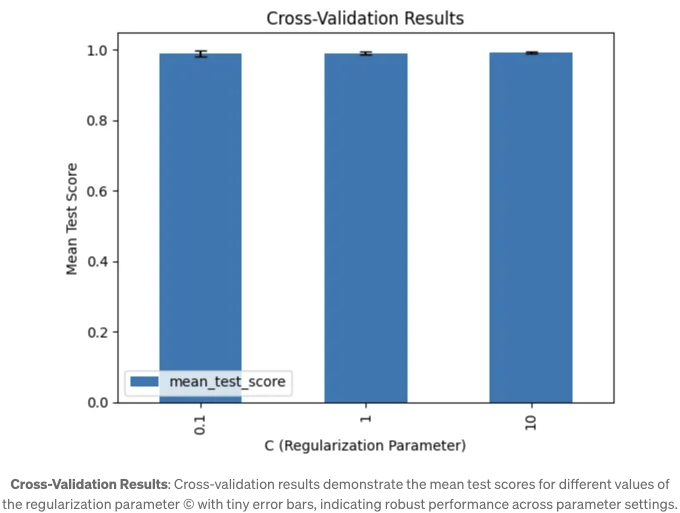 Cross-Validation Results
1.0
0.8
0.6
0.4
0.2
0.0
Mean Test Score
mean_test_score
0.1
1
10
C (Regularization Parameter)
Cross-Validation Results: Cross-validation results demonstrate the mean test scores for different values of
the regularization parameter © with tiny error bars, indicating robust performance across parameter settings.